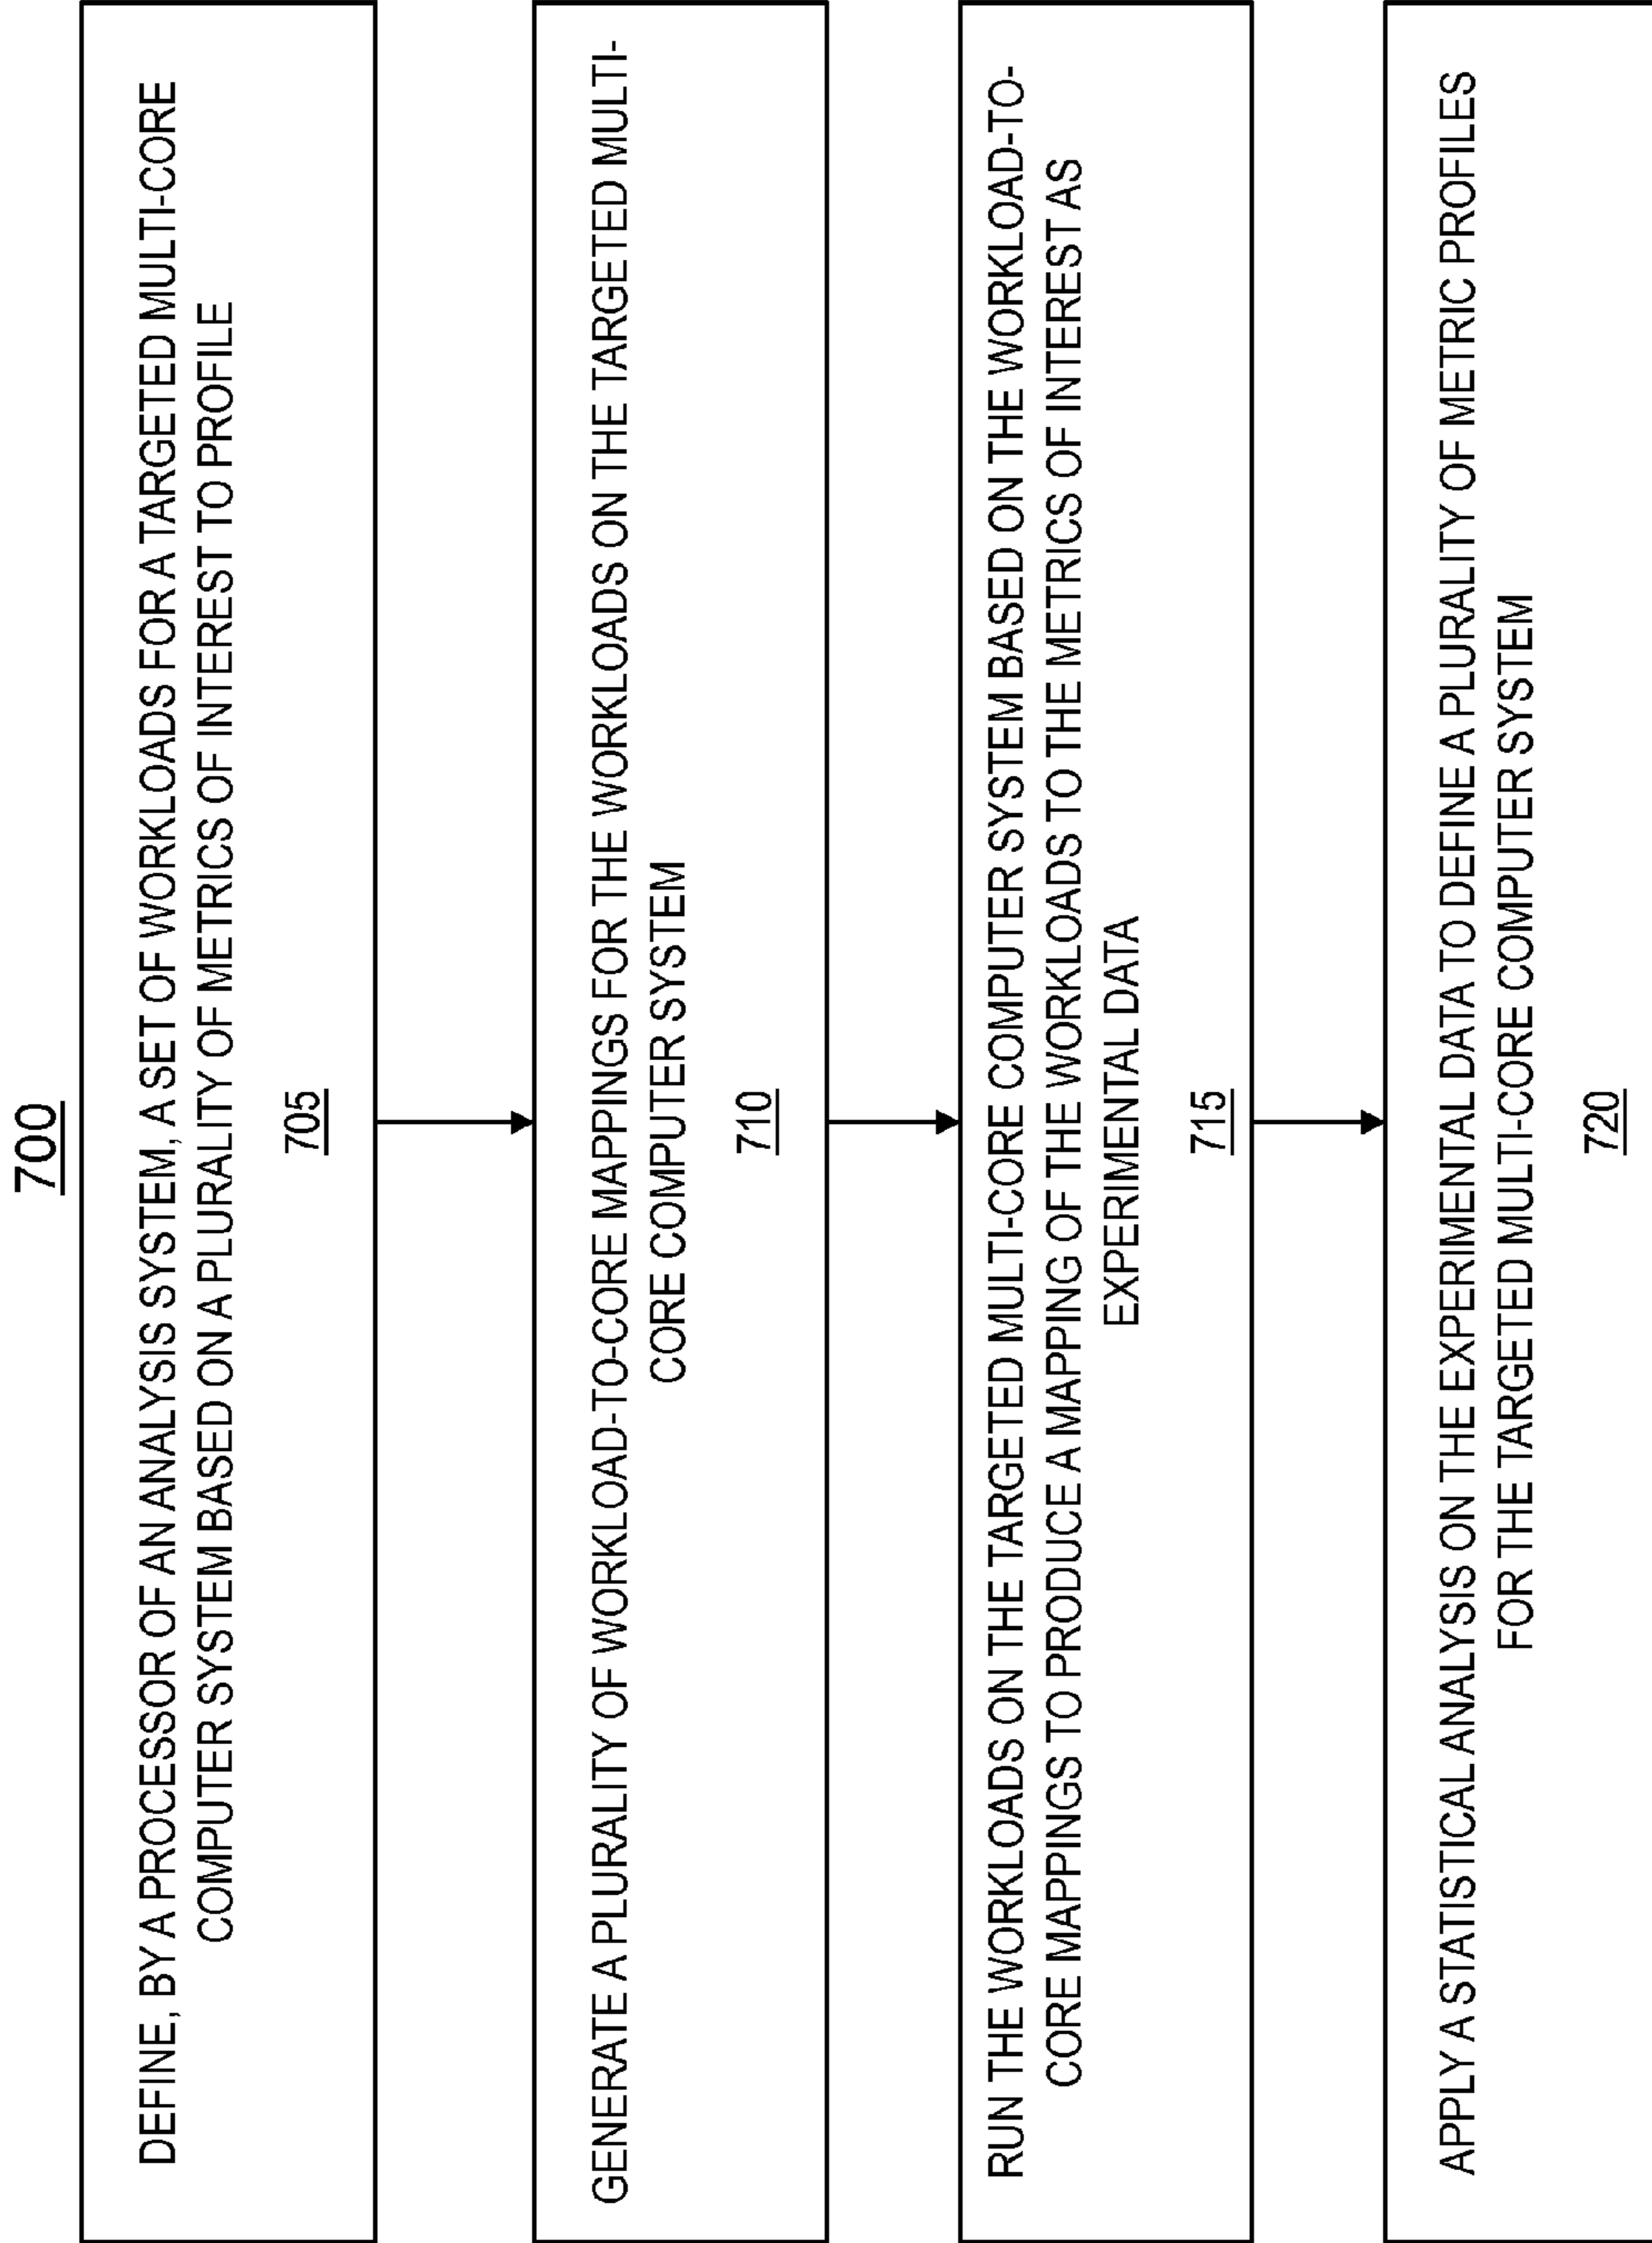 700
DEFINE, BY A PROCESSOR OF AN ANALYSIS SYSTEM, A SET OF WORKLOADS FOR A TARGETED MULTI-CORE
COMPUTER SYSTEM BASED ON A PLURALITY OF METRICS OF INTEREST TO PROFILE
705
GENERATE A PLURALITY OF WORKLOAD-TO-CORE MAPPINGS FOR THE WORKLOADS ON THE TARGETED MULTI-
CORE COMPUTER SYSTEM
710
RUN THE WORKLOADS ON THE TARGETED MULTI-CORE COMPUTER SYSTEM BASED ON THE WORKLOAD-TO-
CORE MAPPINGS TO PRODUCE A MAPPING OF THE WORKLOADS TO THE METRICS OF INTEREST AS
EXPERIMENTAL DATA
715
APPLY A STATISTICAL ANALYSIS ON THE EXPERIMENTAL DATA TO DEFINE A PLURALITY OF METRIC PROFILES
FOR THE TARGETED MULTI-CORE COMPUTER SYSTEM
720